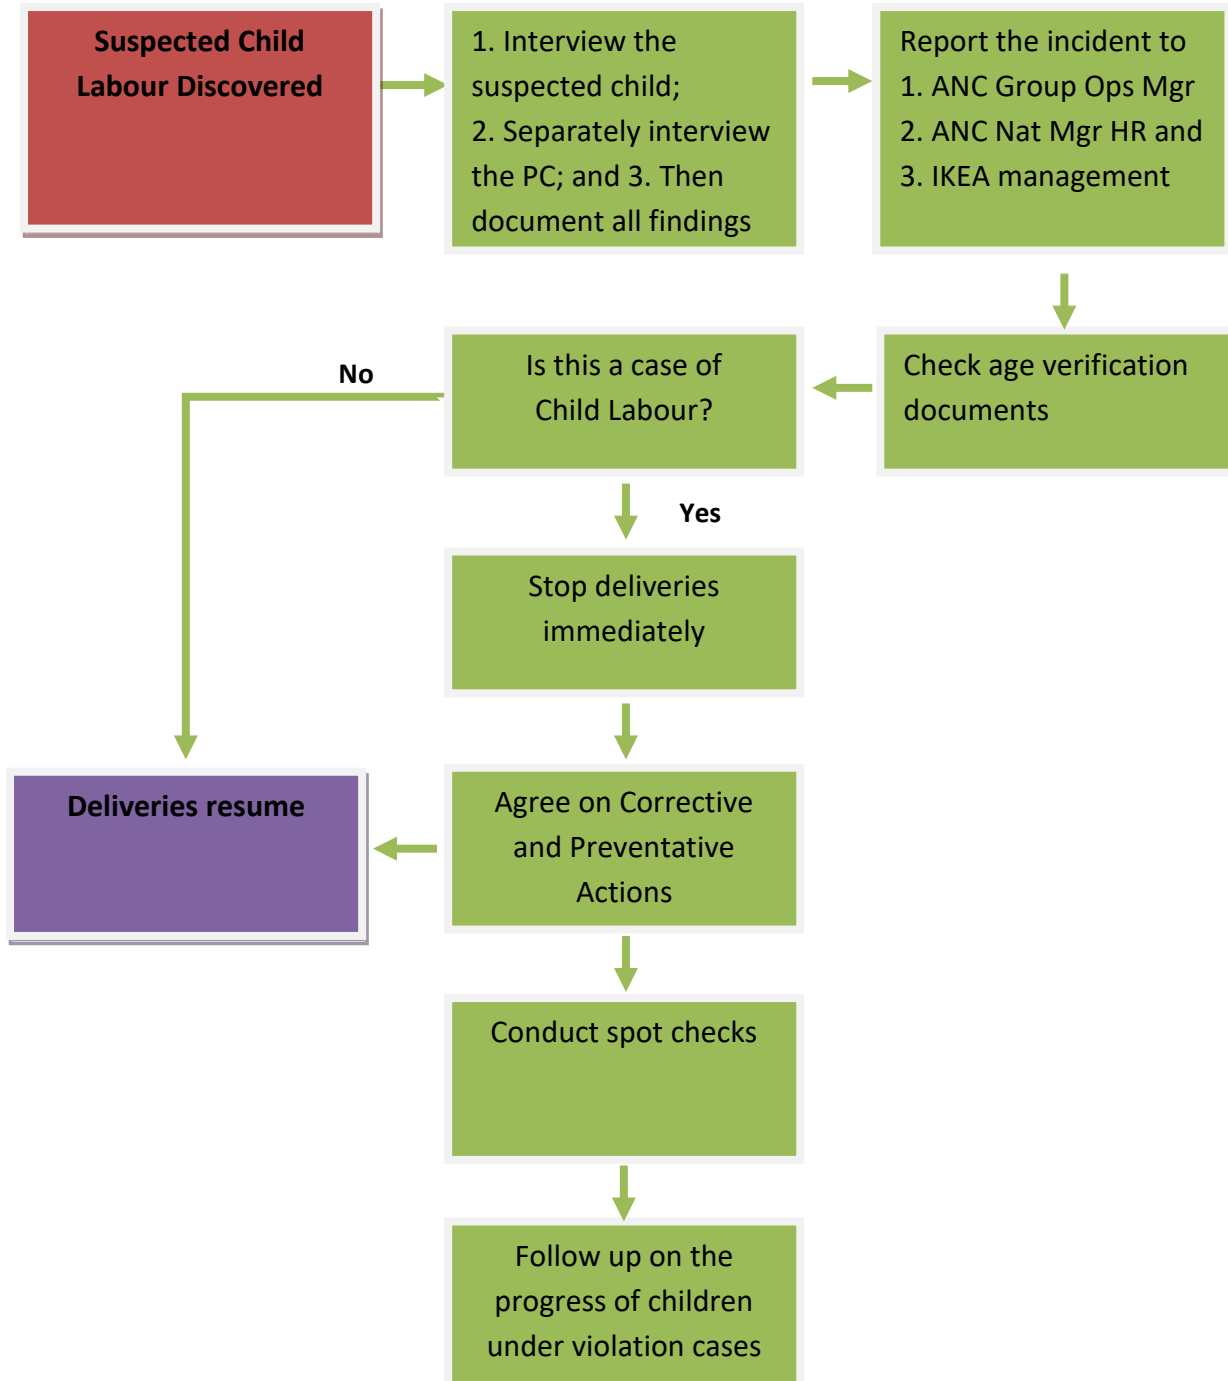 Suspected Child
Labour Discovered
1. Interview the
suspected child;
2. Separately interview
the PC; and 3. Then
document all findings
Report the incident to
1. ANC Group Ops Mgr
2. ANC Nat Mgr HR and
3. IKEA management
Check age verification
documents
Is this a case of
Child Labour?
No
Yes
Stop deliveries
immediately
Agree on Corrective
and Preventative
Actions
Deliveries resume
Conduct spot checks
Follow up on the
progress of children
under violation cases